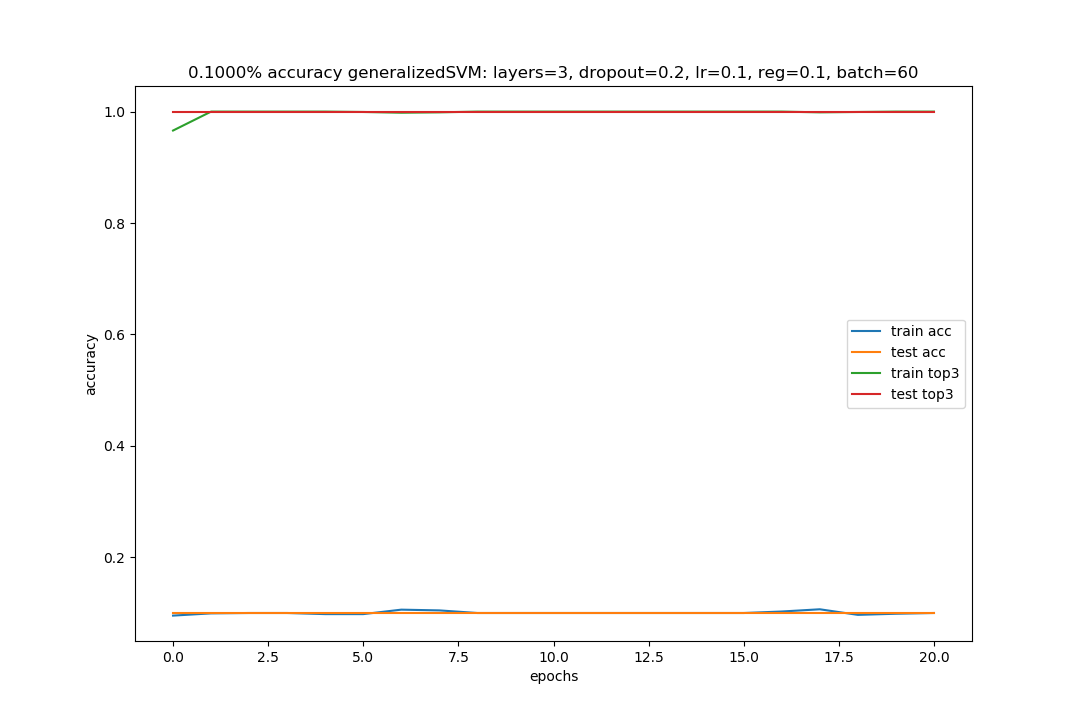 0.1000% accuracy generalizedSVM: layers=3, dropout=0.2, lr=0.1, reg=0.1, batch=60
1.0
0.8
0.6
0.4
0.2
accuracy
train acc
test acc
train top3
test top3
0.0 2.5 5.0 7.5 10.0 12.5 15.0 17.5 20.0
epochs